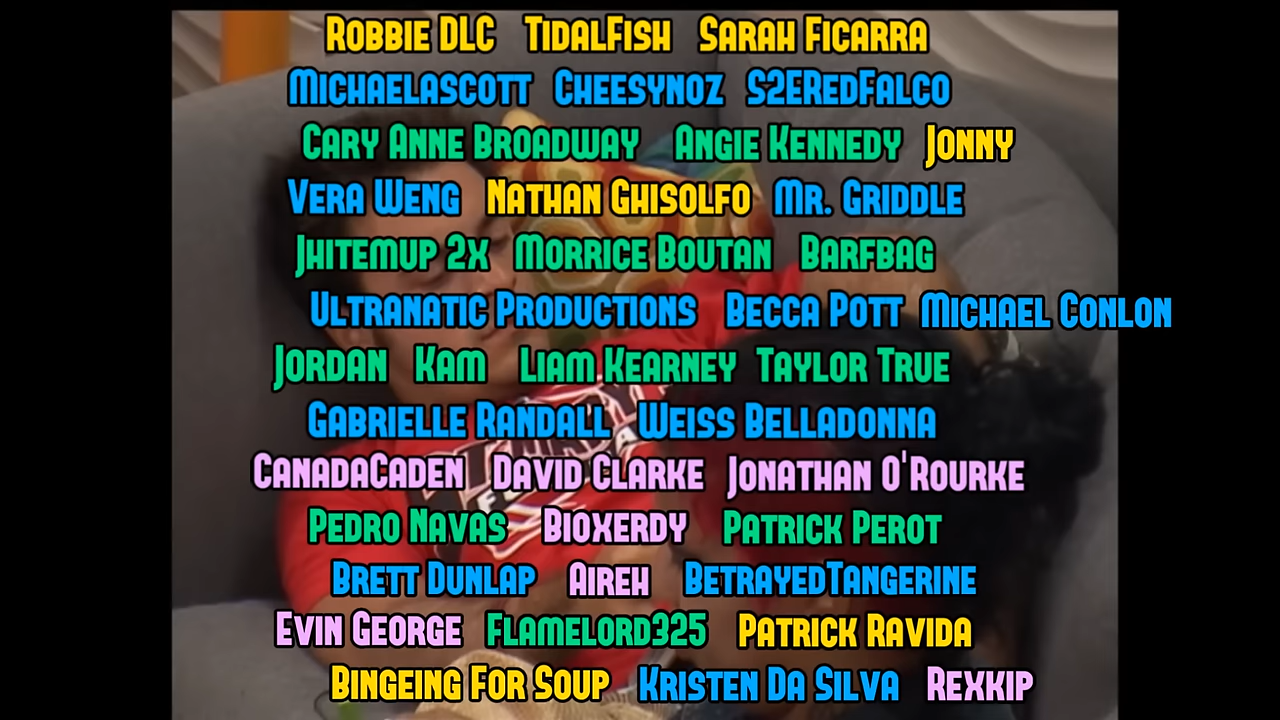 Robbie DLC TidalFish Sarah Ficarra
Michaelascott Cheesynoz S2ERedFalco
Cary Anne Broadway Angie Kennedy Jonny
Vera Weng Nathan Ghisolfo Mr. Griddle
Jhitemup 2x Morrice Boutan Barfbag
Ultranatic Productions Becca Pott Michael Conlon
Jordan Kam Liam Kearney Taylor True
Gabrielle Randall Weiss Belladonna
CanadaCaden David Clarke Jonathan O'Rourke
Pedro Navas Bioxerdy Patrick Perot
Brett Dunlap Aireh BetrayedTangerine
Evin George Flamelord325 Patrick Ravida
Bingeing For Soup Kristen Da Silva Rexkip